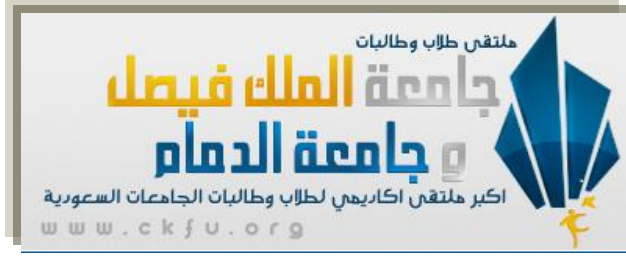 ملتقى طلاب وطالبات
جامعة الملك فيصل
و جامعة الدمام
اكبر ملتقى اكاديمي لطلاب وطالبات الجامعات السعودية
www.ckfu.org